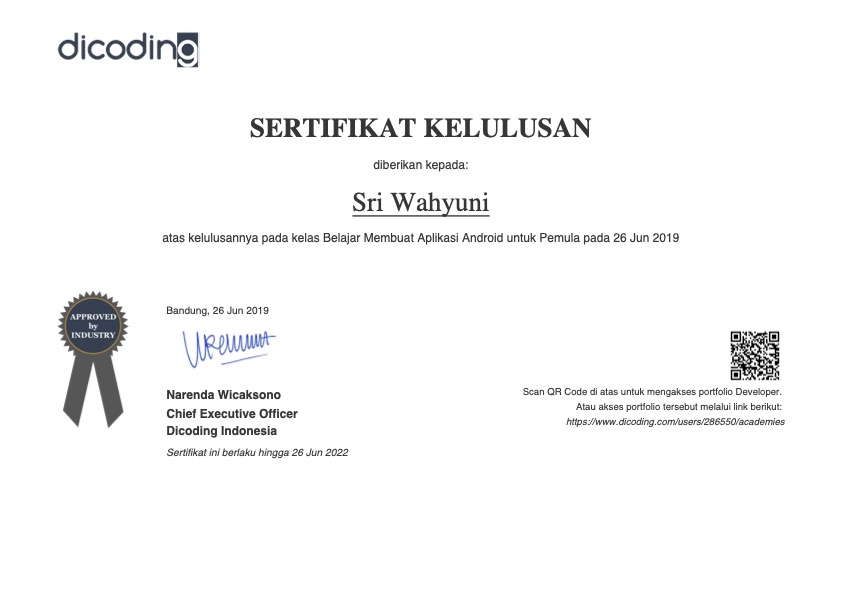 dicoding
SERTIFIKAT KELULUSAN
diberikan kepada:
Sri Wahyuni
atas kelulusannya pada kelas Belajar Membuat Aplikasi Android untuk Pemula pada 26 Jun 2019
APPROVED
by
INDUSTRY
Bandung, 26 Jun 2019
Narenda Wicaksono
Chief Executive Officer
Dicoding Indonesia
Sertifikat ini berlaku hingga 26 Jun 2022
Scan QR Code di atas untuk mengakses portfolio Developer.
Atau akses portfolio tersebut melalui link berikut:
https://www.dicoding.com/users/286550/academies